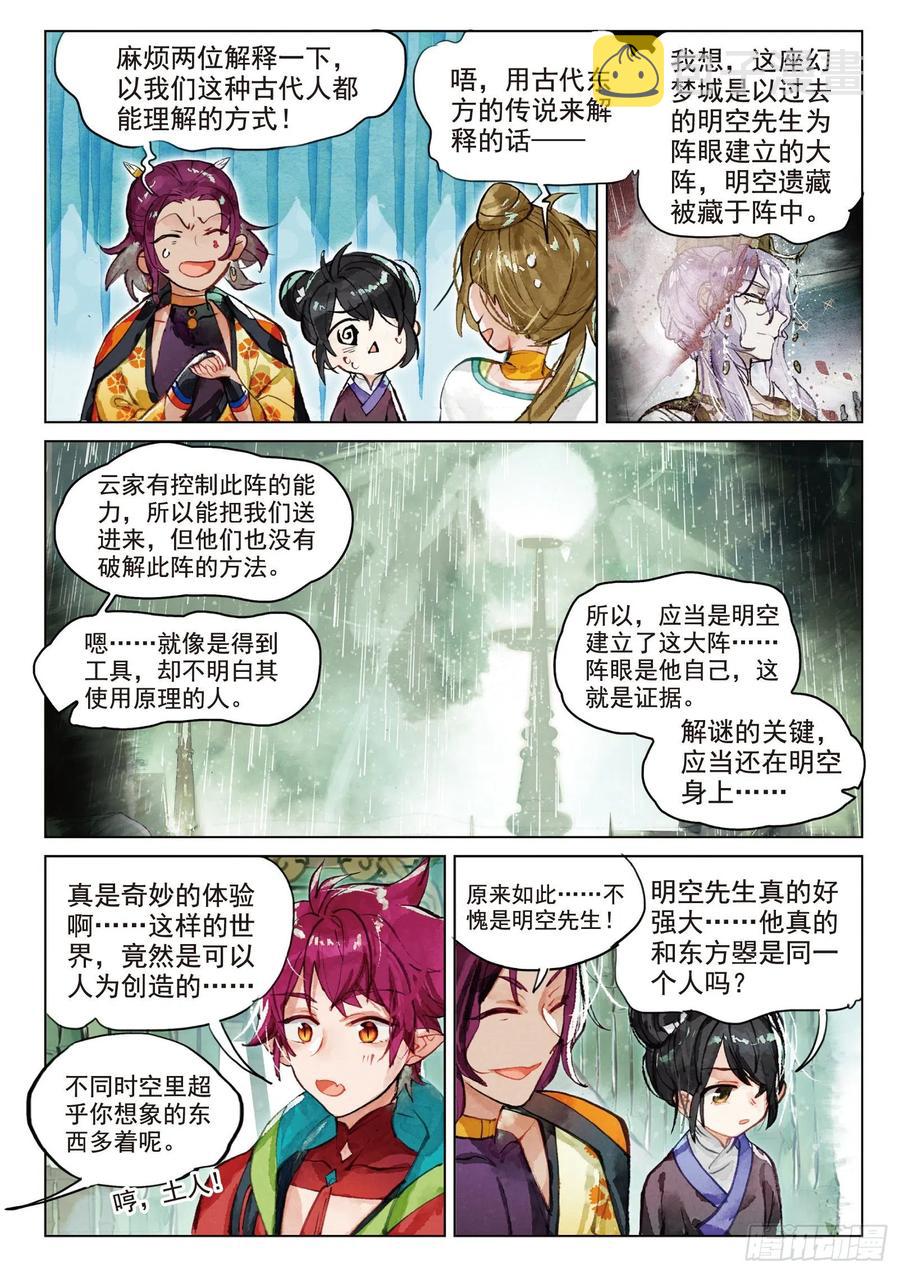 麻烦两位解释一下，
以我们这种古代人都
能理解的方式！
唔，用古代东
方的传说来解
释的话——
我想，这座幻
梦城是以过去
的明空先生为
阵眼建立的大
阵，明空遗藏
被藏于阵中。
云家有控制此阵的能
力，所以能把我们送
进来，但他们也没有
破解此阵的方法。
嗯……就像是得到
工具，却不明白其
使用原理的人。
所以，应当是明空
建立了这大阵……
阵眼是他自己，这
就是证据。
解谜的关键，
应当还在明空
身上……
真是奇妙的体验
啊……这样的世
界，竟然是可以
人为创造的……
不同时空里超
乎你想象的东
西多着呢。
哼，土人！
原来如此……不
愧是明空先生！
明空先生真的好
强大……他真的
和东方曌是同一
个人吗？
腾讯动漫